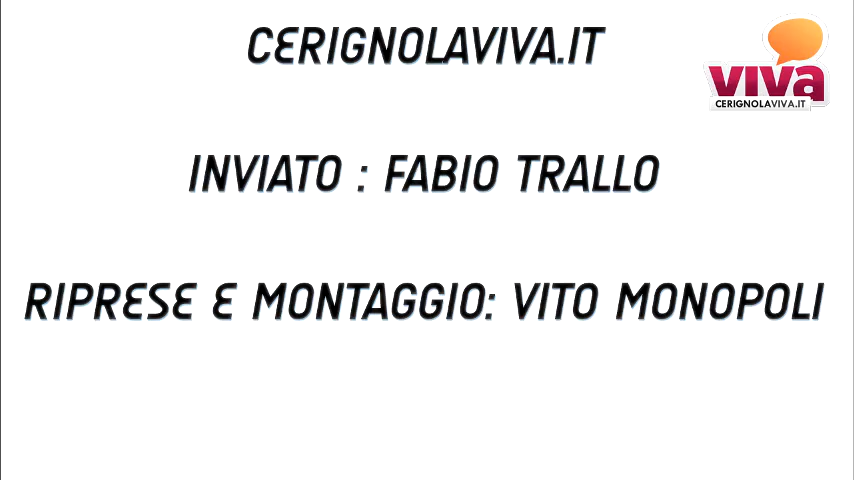 CERIGNOLAVIVA.IT
viva
CERIGNOLAVIVA.IT
INVIATO : FABIO TRALLO
RIPRESE E MONTAGGIO: VITO MONOPOLI